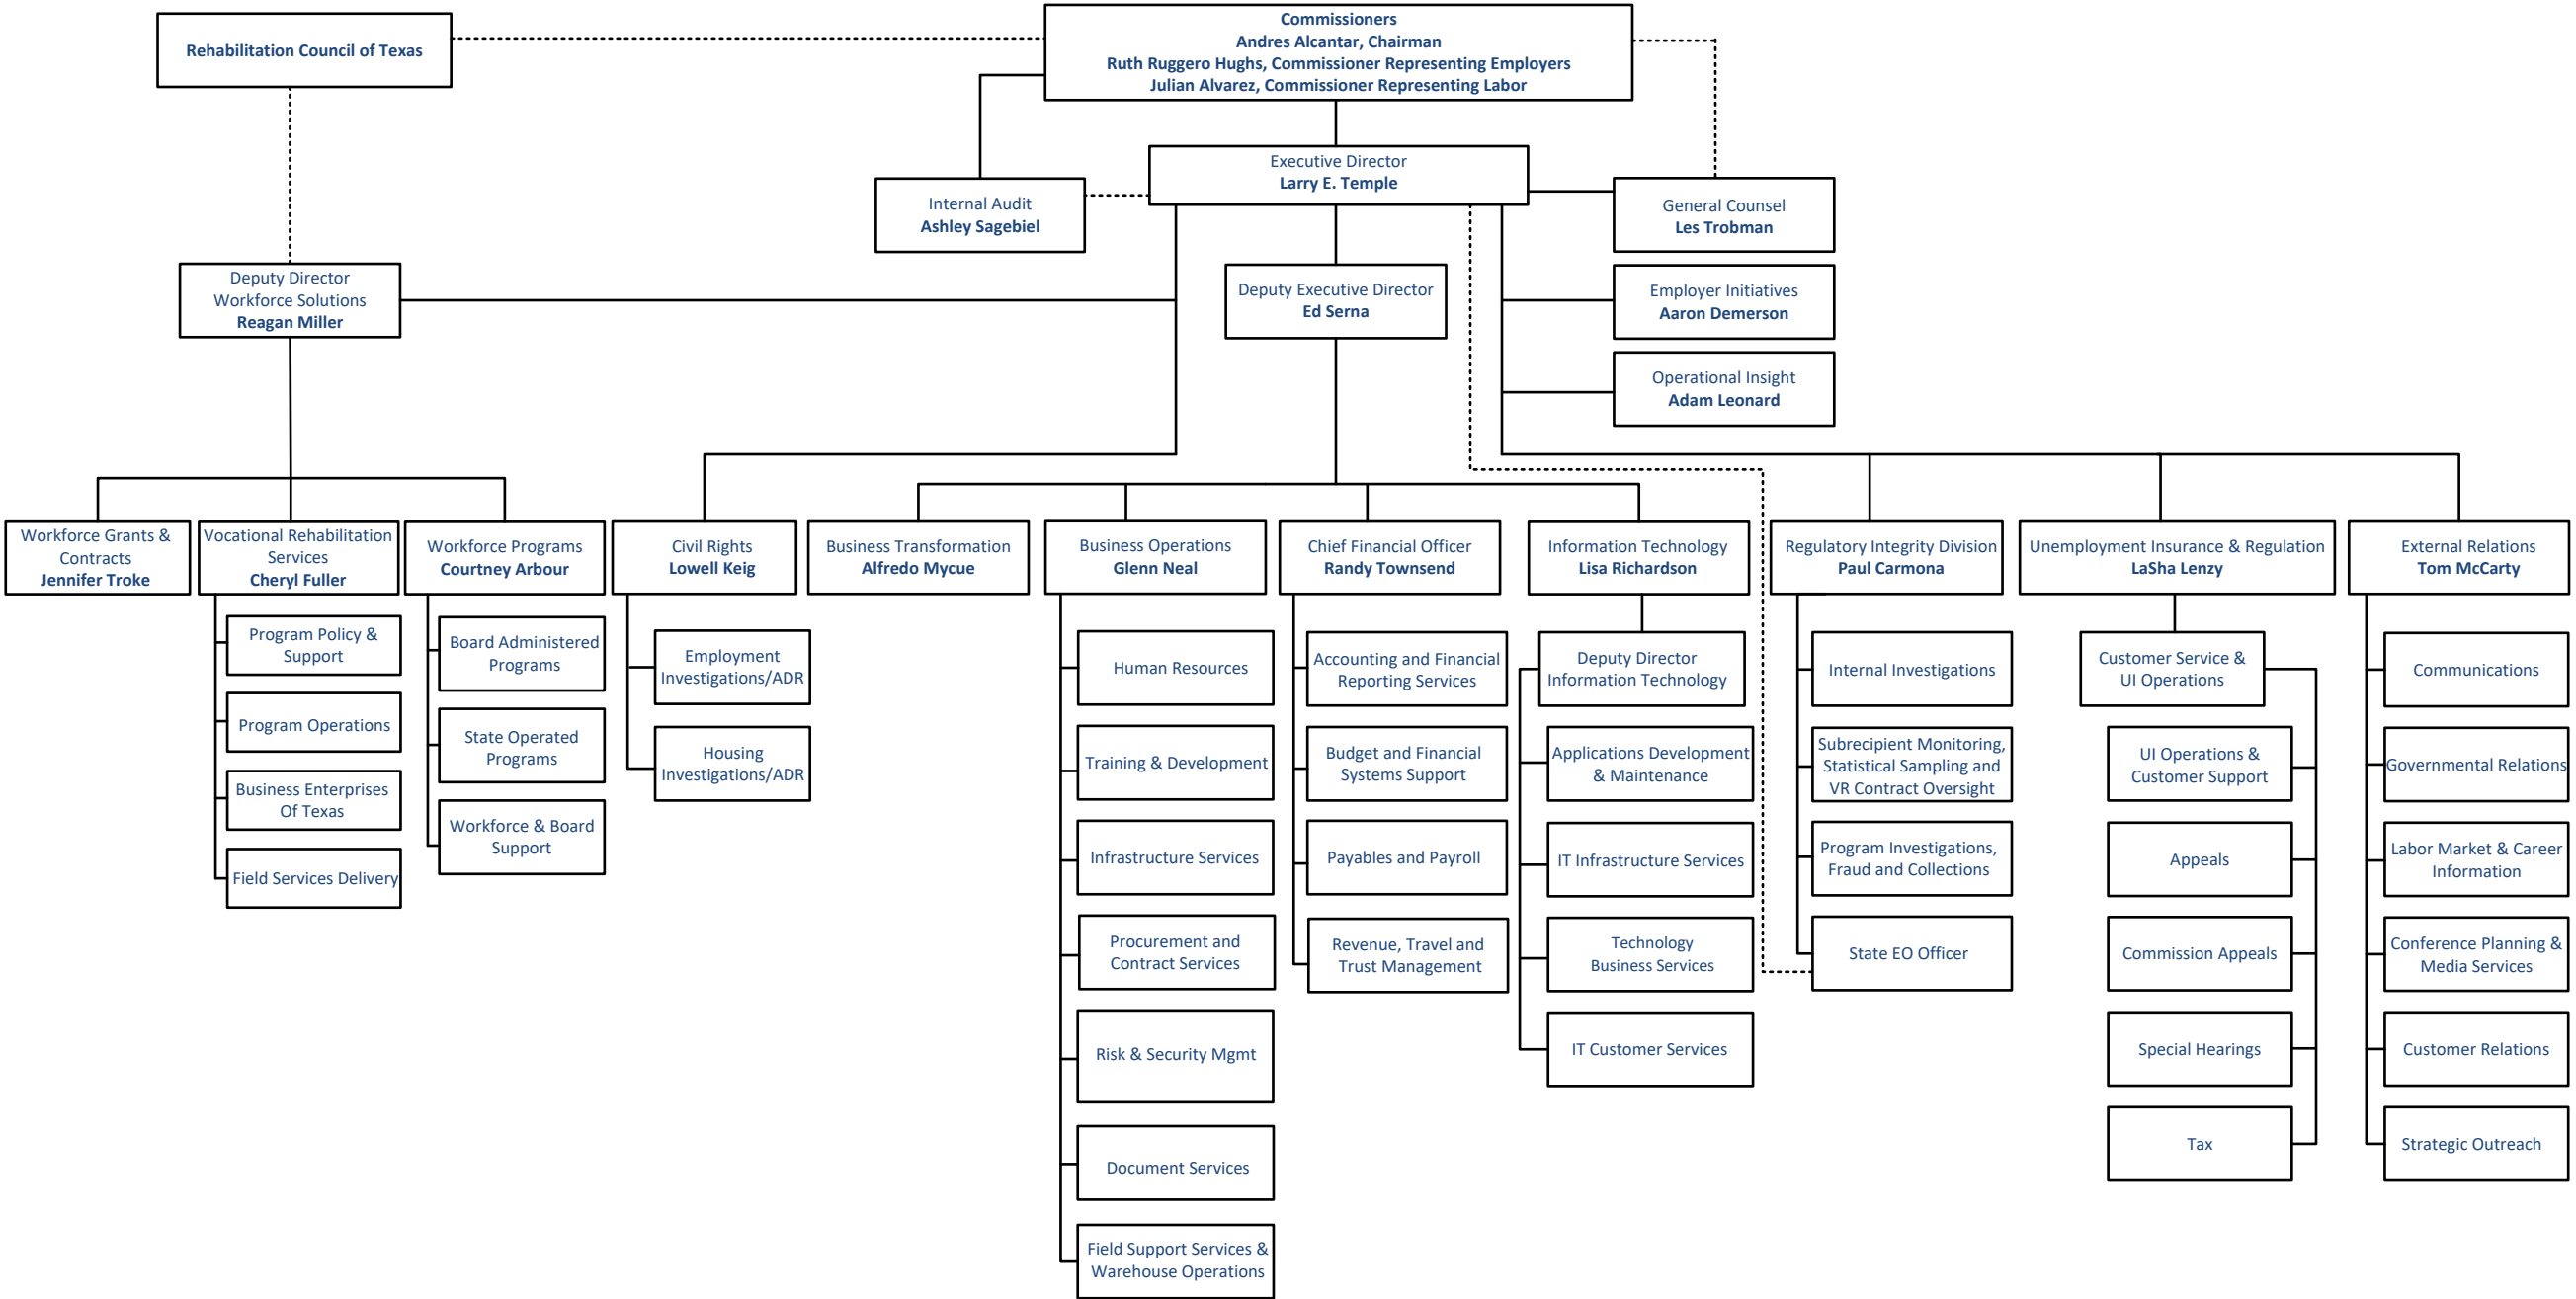 Rehabilitation Council of Texas
Commissioners
Andres Alcantar, Chairman
Ruth Ruggero Hughs, Commissioner Representing Employers
Julian Alvarez, Commissioner Representing Labor
Executive Director
Larry E. Temple
Internal Audit
Ashley Sagebiel
General Counsel
Les Trobman
Deputy Director
Workforce Solutions
Reagan Miller
Deputy Executive Director
Ed Serna
Employer Initiatives
Aaron Demerson
Operational Insight
Adam Leonard
Workforce Grants &
Contracts
Jennifer Troke
Vocational Rehabilitation
Services
Cheryl Fuller
Workforce Programs
Courtney Arbour
Civil Rights
Lowell Keig
Business Transformation
Alfredo Mycue
Business Operations
Glenn Neal
Chief Financial Officer
Randy Townsend
Information Technology
Lisa Richardson
Regulatory Integrity Division
Paul Carmona
Unemployment Insurance & Regulation
LaSha Lenzy
External Relations
Tom McCarty
Program Policy &
Support
Program Operations
Business Enterprises
Of Texas
Field Services Delivery
Board Administered
Programs
State Operated
Programs
Workforce & Board
Support
Employment
Investigations/ADR
Housing
Investigations/ADR
Human Resources
Training & Development
Infrastructure Services
Procurement and
Contract Services
Risk & Security Mgmt
Document Services
Field Support Services &
Warehouse Operations
Accounting and Financial
Reporting Services
Budget and Financial
Systems Support
Payables and Payroll
Revenue, Travel and
Trust Management
Deputy Director
Information Technology
Applications Development
& Maintenance
IT Infrastructure Services
Technology
Business Services
IT Customer Services
Internal Investigations
Subrecipient Monitoring,
Statistical Sampling and
VR Contract Oversight
Program Investigations,
Fraud and Collections
State EO Officer
Customer Service &
UI Operations
UI Operations &
Customer Support
Appeals
Commission Appeals
Special Hearings
Tax
Communications
Governmental Relations
Labor Market & Career
Information
Conference Planning &
Media Services
Customer Relations
Strategic Outreach